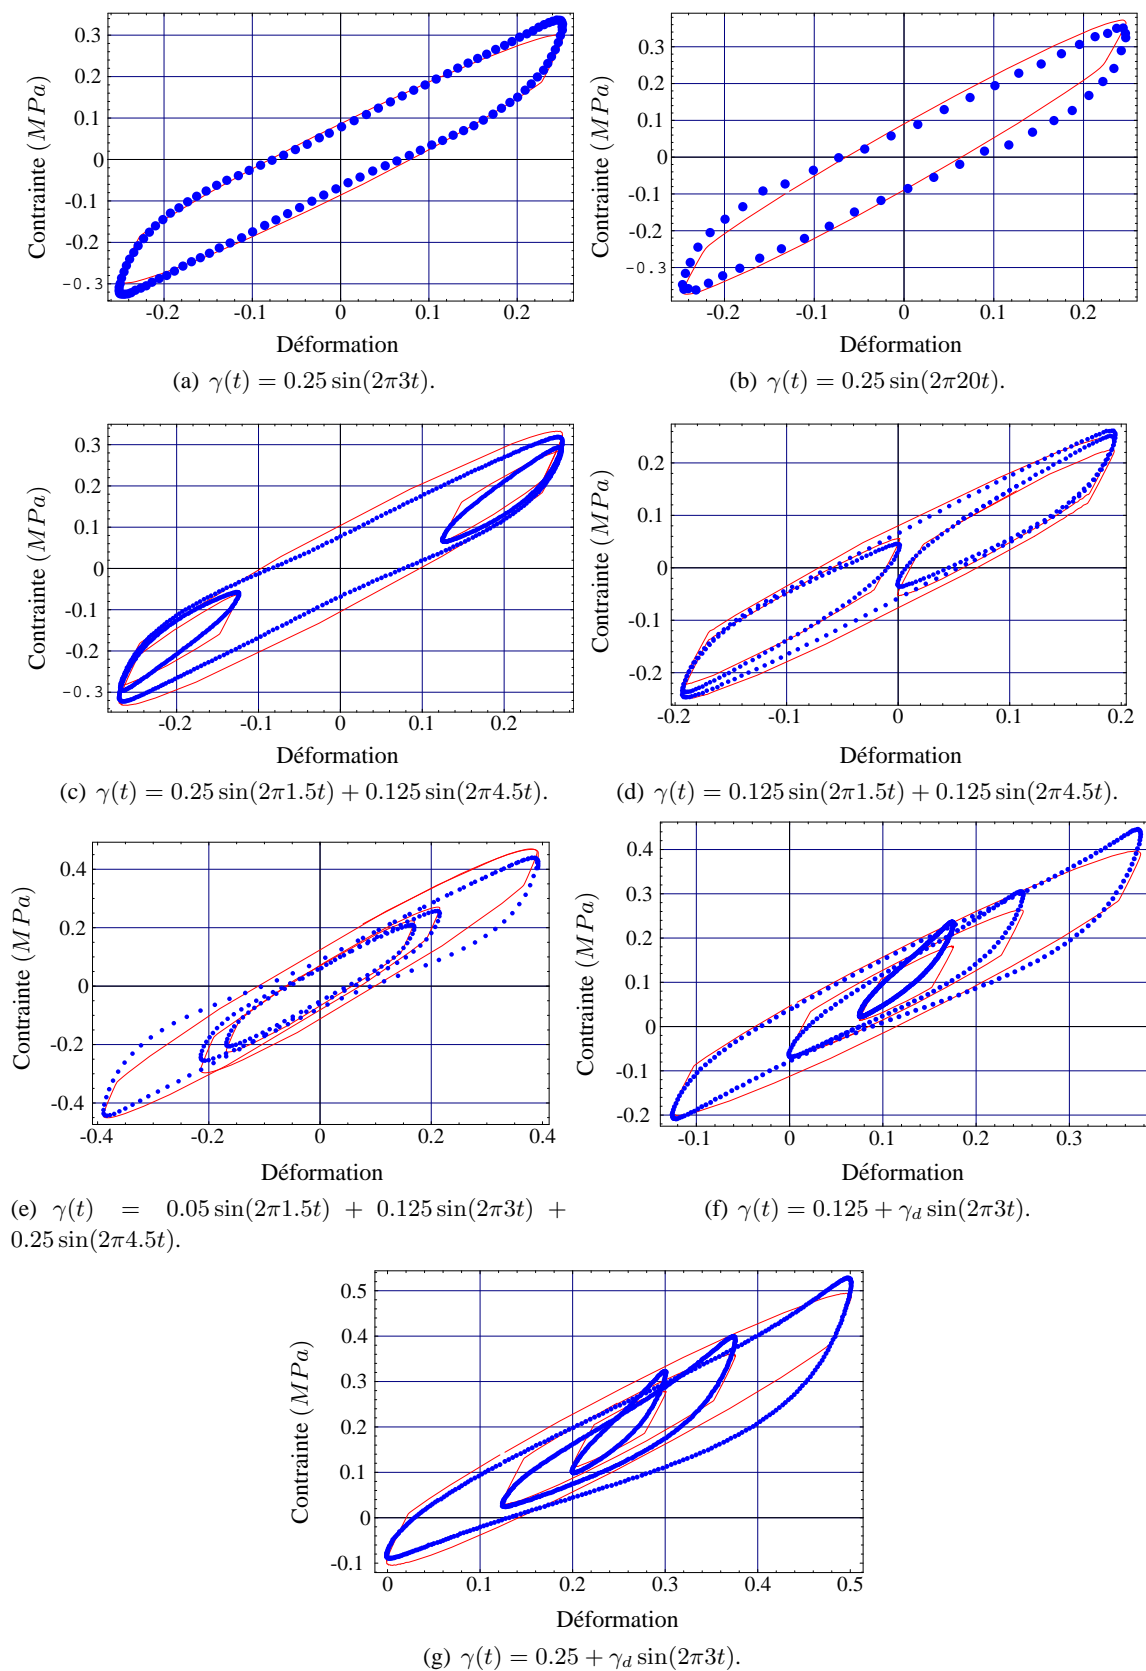 0.3
0.2
0.1
0
-0.1
-0.2
-0.3
-0.2 -0.1 0 0.1 0.2
Contrainte (MPa)
Déformation
(a) γ(t) = 0.25 sin(2π3t).
0.3
0.2
0.1
0
-0.1
-0.2
-0.3
-0.2 -0.1 0 0.1 0.2
Contrainte (MPa)
Déformation
(b) γ(t) = 0.25 sin(2π20t).
0.3
0.2
0.1
0
-0.1
-0.2
-0.3
-0.2 -0.1 0 0.1 0.2
Contrainte (MPa)
Déformation
(c) γ(t) = 0.25 sin(2π1.5t) + 0.125 sin(2π4.5t).
0.2
0.1
0
-0.1
-0.2
-0.2 -0.1 0 0.1 0.2
Contrainte (MPa)
Déformation
(d) γ(t) = 0.125 sin(2π1.5t) + 0.125 sin(2π4.5t).
0.4
0.2
0
-0.2
-0.4
-0.4 -0.2 0 0.2 0.4
Contrainte (MPa)
Déformation
(e) γ(t) = 0.05 sin(2π1.5t) + 0.125 sin(2π3t) +
0.25 sin(2π4.5t).
0.4
0.3
0.2
0.1
0
-0.1
-0.2
-0.1 0 0.1 0.2 0.3
Contrainte (MPa)
Déformation
(f) γ(t) = 0.125 + γd sin(2π3t).
0.5
0.4
0.3
0.2
0.1
0
-0.1
0 0.1 0.2 0.3 0.4 0.5
Contrainte (MPa)
Déformation
(g) γ(t) = 0.25 + γd sin(2π3t).